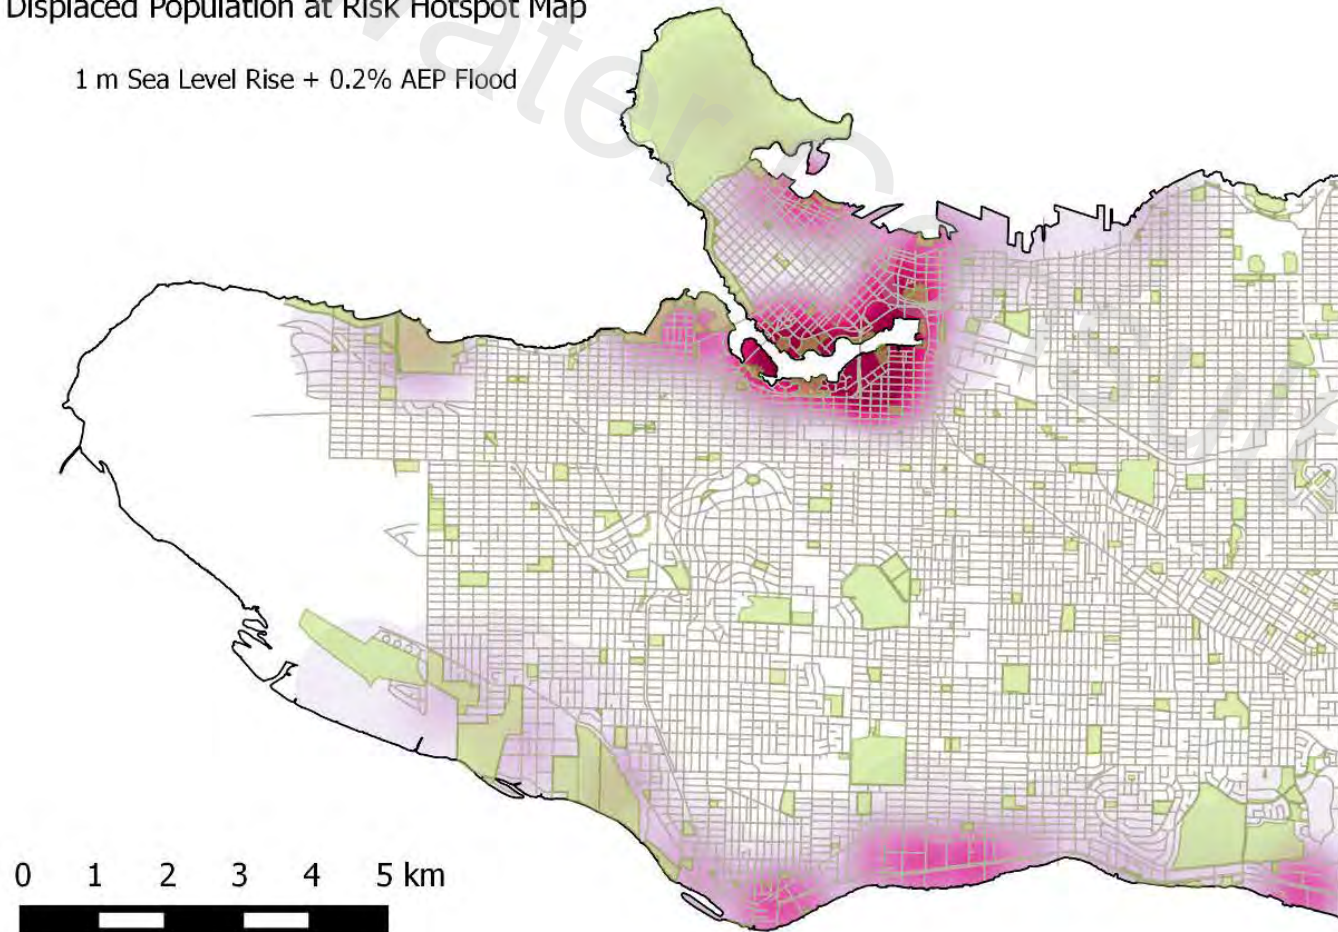 Displaced Population at Risk Hotspot Map
1 m Sea Level Rise + 0.2% AEP Flood
0 1 2 3 4 5 km